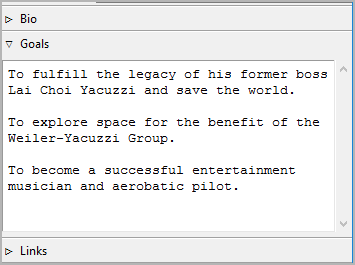 Bio
Goals
To fulfill the legacy of his former boss
Lai Choi Yacuzzi and save the world.
To explore space for the benefit of the
Weiler-Yacuzzi Group.
To become a successful entertainment
musician and aerobatic pilot.
Links